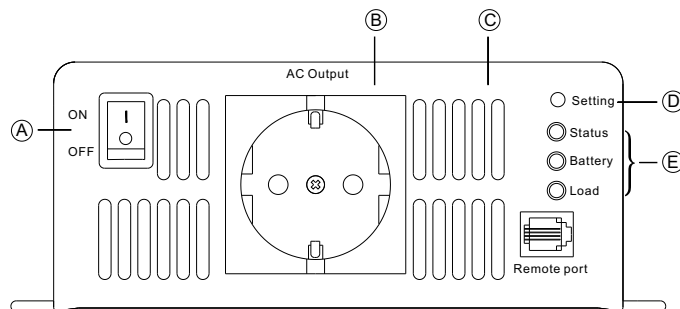 B
C
AC Output
ON
Setting
D
A
Status
OFF
Battery
E
Load
Remote port